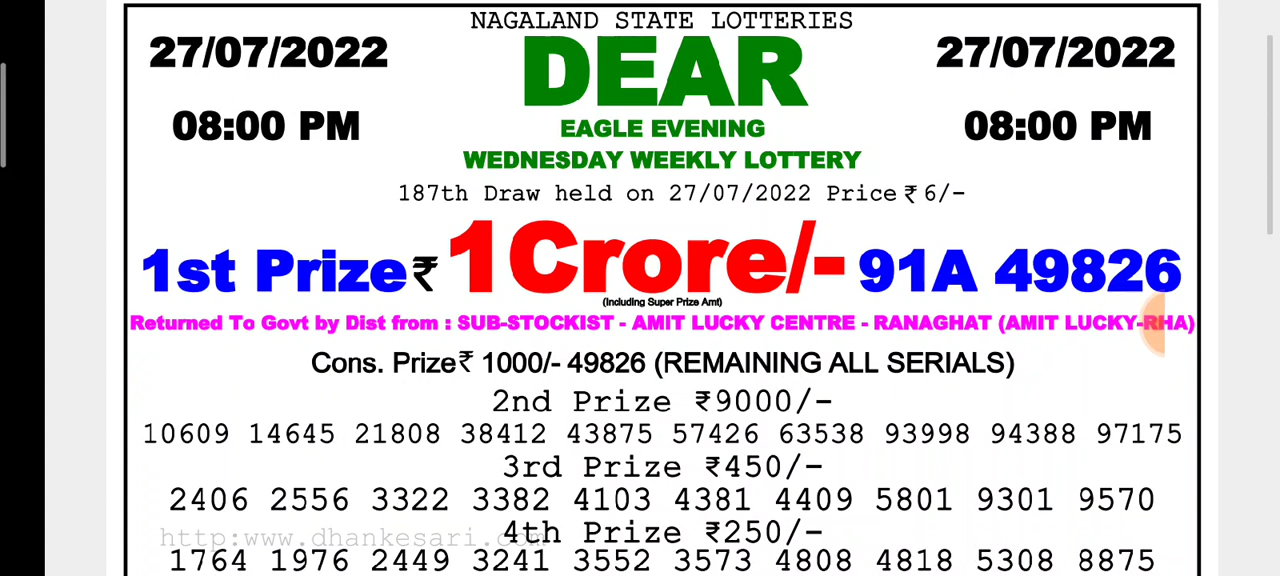 NAGALAND STATE LOTTERIES
27/07/2022 DEAR 27/07/2022
08:00 PM EAGLE EVENING 08:00 PM
WEDNESDAY WEEKLY LOTTERY
187th Draw held on 27/07/2022 Price ₹ 6/-
1st Prize ₹ 1Crore/- 91A 49826
(Including Super Prize Amt)
Returned To Govt by Dist from : SUB-STOCKIST - AMIT LUCKY CENTRE - RANAGHAT (AMIT LUCKY-RHA)
Cons. Prize ₹ 1000/- 49826 (REMAINING ALL SERIALS)
2nd Prize ₹9000/-
10609 14645 21808 38412 43875 57426 63538 93998 94388 97175
3rd Prize ₹450/-
2406 2556 3322 3382 4103 4381 4409 5801 9301 9570
4th Prize ₹250/-
http:www.dhankesari.com
1764 1976 2449 3241 3552 3573 4808 4818 5308 8875